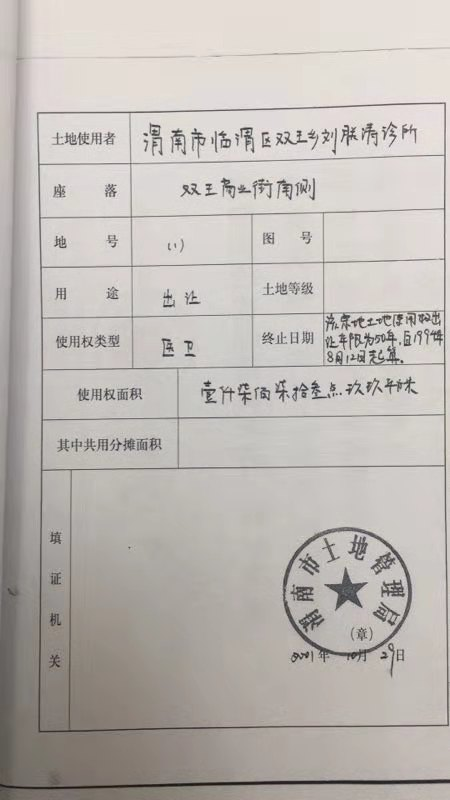 土地使用者 渭南市临渭区双王乡刘联涛诊所
座落 双王商业街南侧
地号 (1) 图号
用途 出让 土地等级
使用权类型 医卫 终止日期 该宗地土地使用权出
让年限为50年,自1994年
8月12日起算。
使用权面积 壹仟柒佰柒拾叁点玖玖平方米
其中共用分摊面积
填证机关
渭南市土地管理局
(章)
2001年10月29日